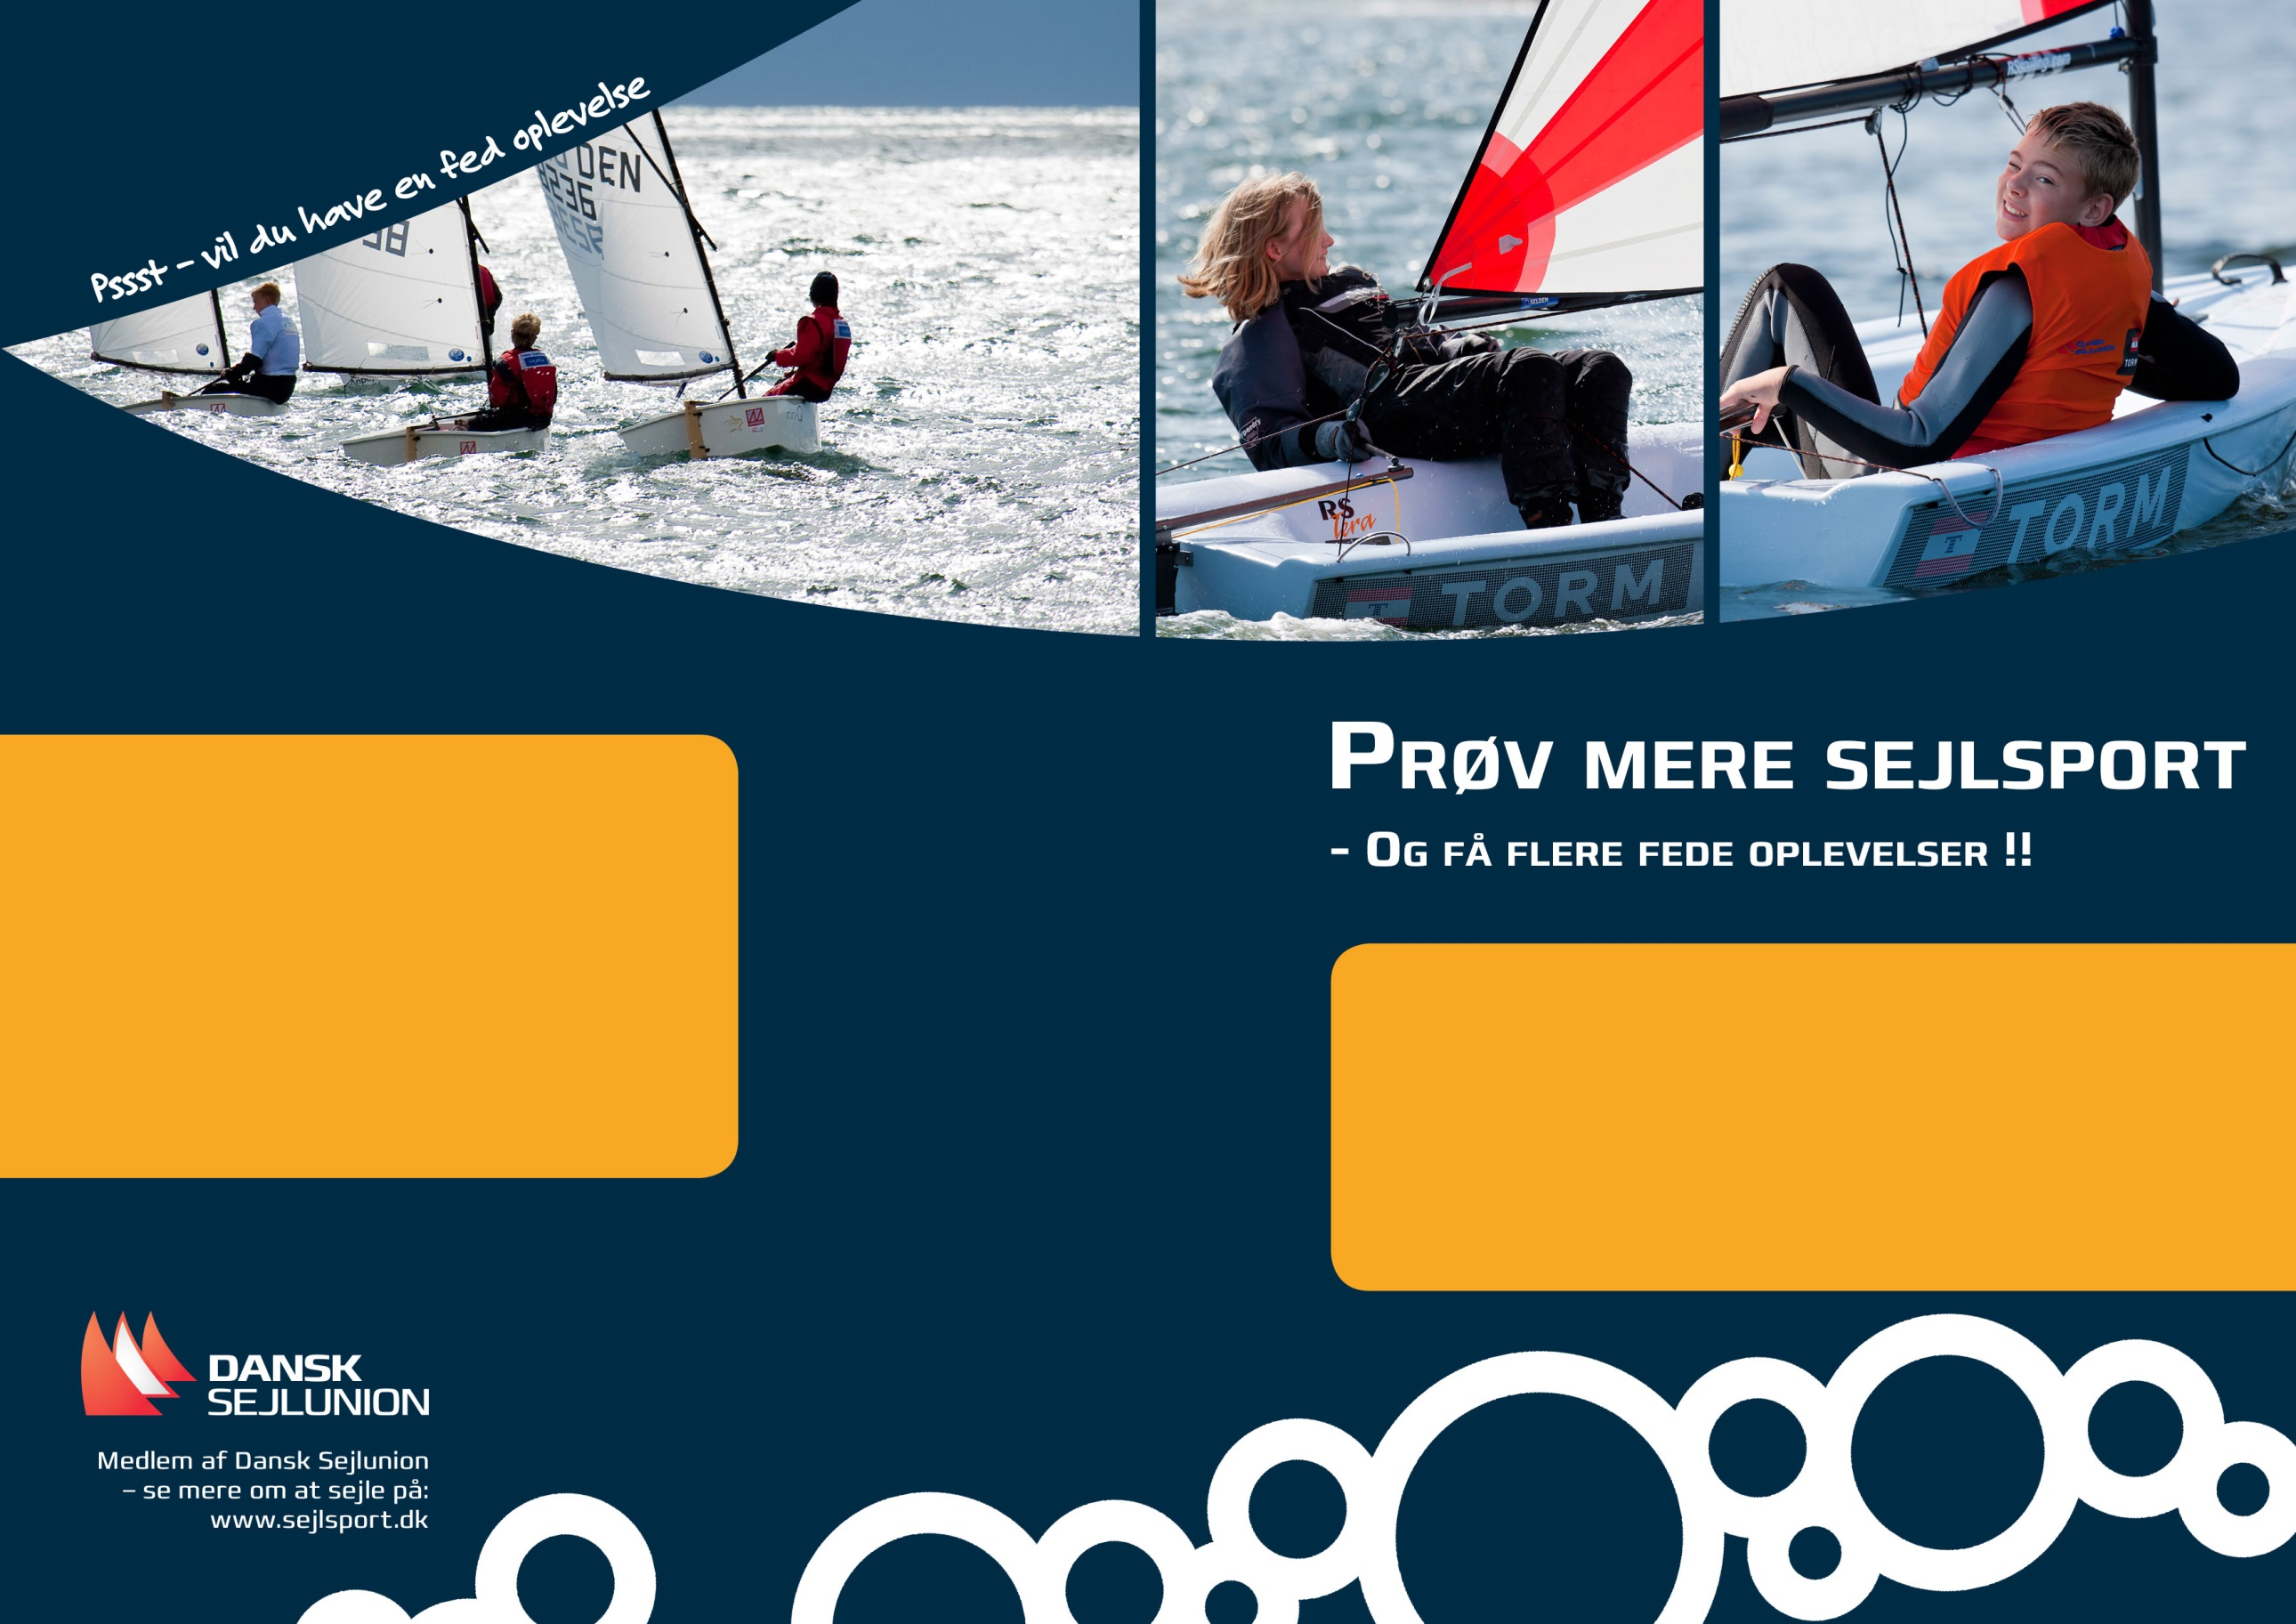 Pssst – vil du have en fed oplevelse
DEN
RS
tera
TORM
TORM
Prøv mere sejlsport
- Og få flere fede oplevelser !!
DANSK
SEJLUNION
Medlem af Dansk Sejlunion
– se mere om at sejle på:
www.sejlsport.dk